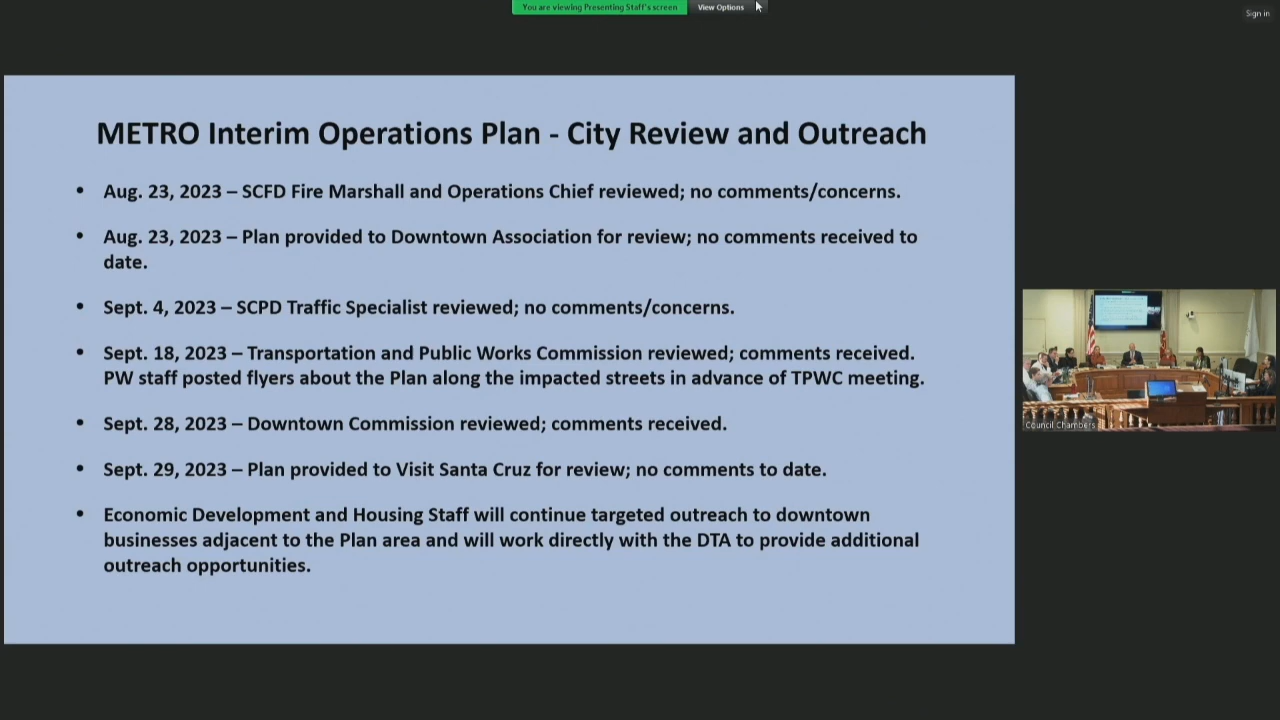 You are viewing Presenting Staff's screen
View Options
Sign in
METRO Interim Operations Plan - City Review and Outreach
• Aug. 23, 2023 – SCFD Fire Marshall and Operations Chief reviewed; no comments/concerns.
• Aug. 23, 2023 – Plan provided to Downtown Association for review; no comments received to
date.
• Sept. 4, 2023 – SCPD Traffic Specialist reviewed; no comments/concerns.
• Sept. 18, 2023 – Transportation and Public Works Commission reviewed; comments received.
PW staff posted flyers about the Plan along the impacted streets in advance of TPWC meeting.
• Sept. 28, 2023 – Downtown Commission reviewed; comments received.
• Sept. 29, 2023 – Plan provided to Visit Santa Cruz for review; no comments to date.
• Economic Development and Housing Staff will continue targeted outreach to downtown
businesses adjacent to the Plan area and will work directly with the DTA to provide additional
outreach opportunities.
Council Chambers